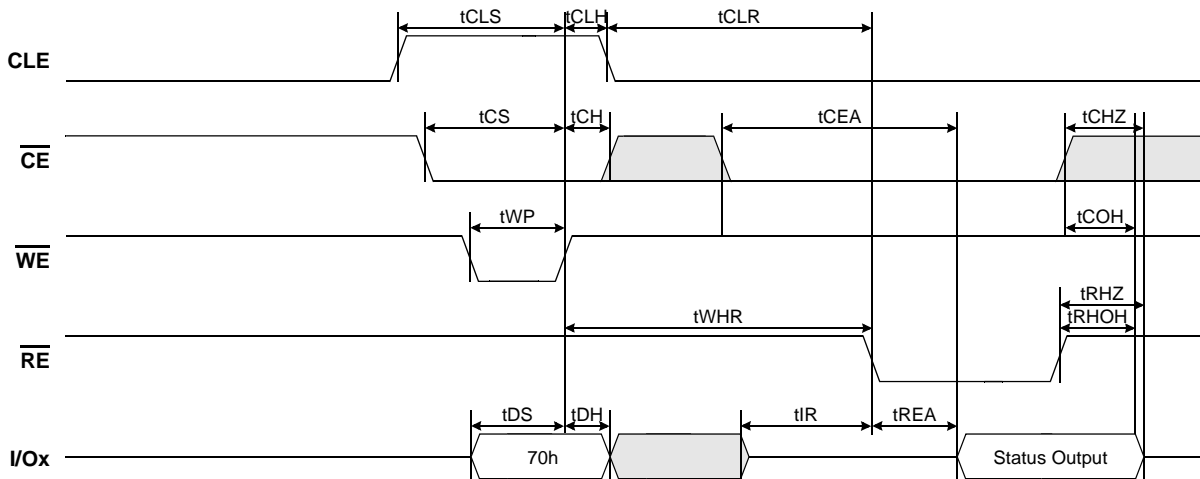 tCLS tCLH tCLR
CLE
tCS tCH tCEA tCHZ
CE
tWP tCOH
WE
tRHZ
tWHR tRHOH
RE
tDS tDH tIR tREA
I/Ox 70h Status Output